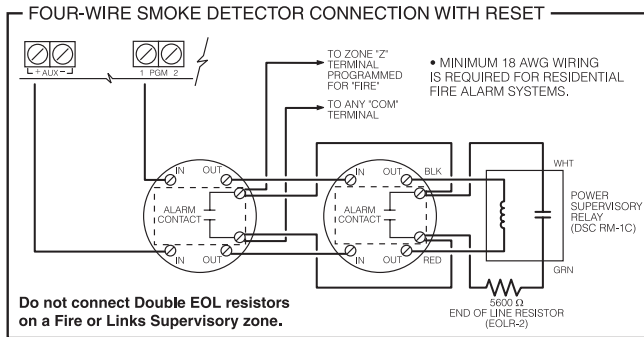 FOUR-WIRE SMOKE DETECTOR CONNECTION WITH RESET
+ AUX -
1 PGM 2
TO ZONE "Z"
TERMINAL
PROGRAMMED
FOR "FIRE"
TO ANY "COM"
TERMINAL
• MINIMUM 18 AWG WIRING
IS REQUIRED FOR RESIDENTIAL
FIRE ALARM SYSTEMS.
IN
OUT
IN
OUT
BLK
WHT
ALARM
CONTACT
ALARM
CONTACT
POWER
SUPERVISORY
RELAY
(DSC RM-1C)
IN
OUT
IN
OUT
RED
GRN
Do not connect Double EOL resistors
on a Fire or Links Supervisory zone.
5600 Ω
END OF LINE RESISTOR
(EOLR-2)